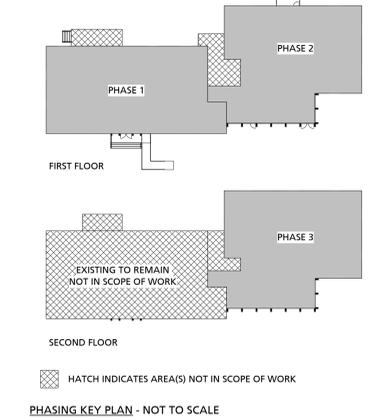 PHASE 2
PHASE 1
FIRST FLOOR
PHASE 3
EXISTING TO REMAIN
NOT IN SCOPE OF WORK
SECOND FLOOR
HATCH INDICATES AREA(S) NOT IN SCOPE OF WORK
PHASING KEY PLAN - NOT TO SCALE